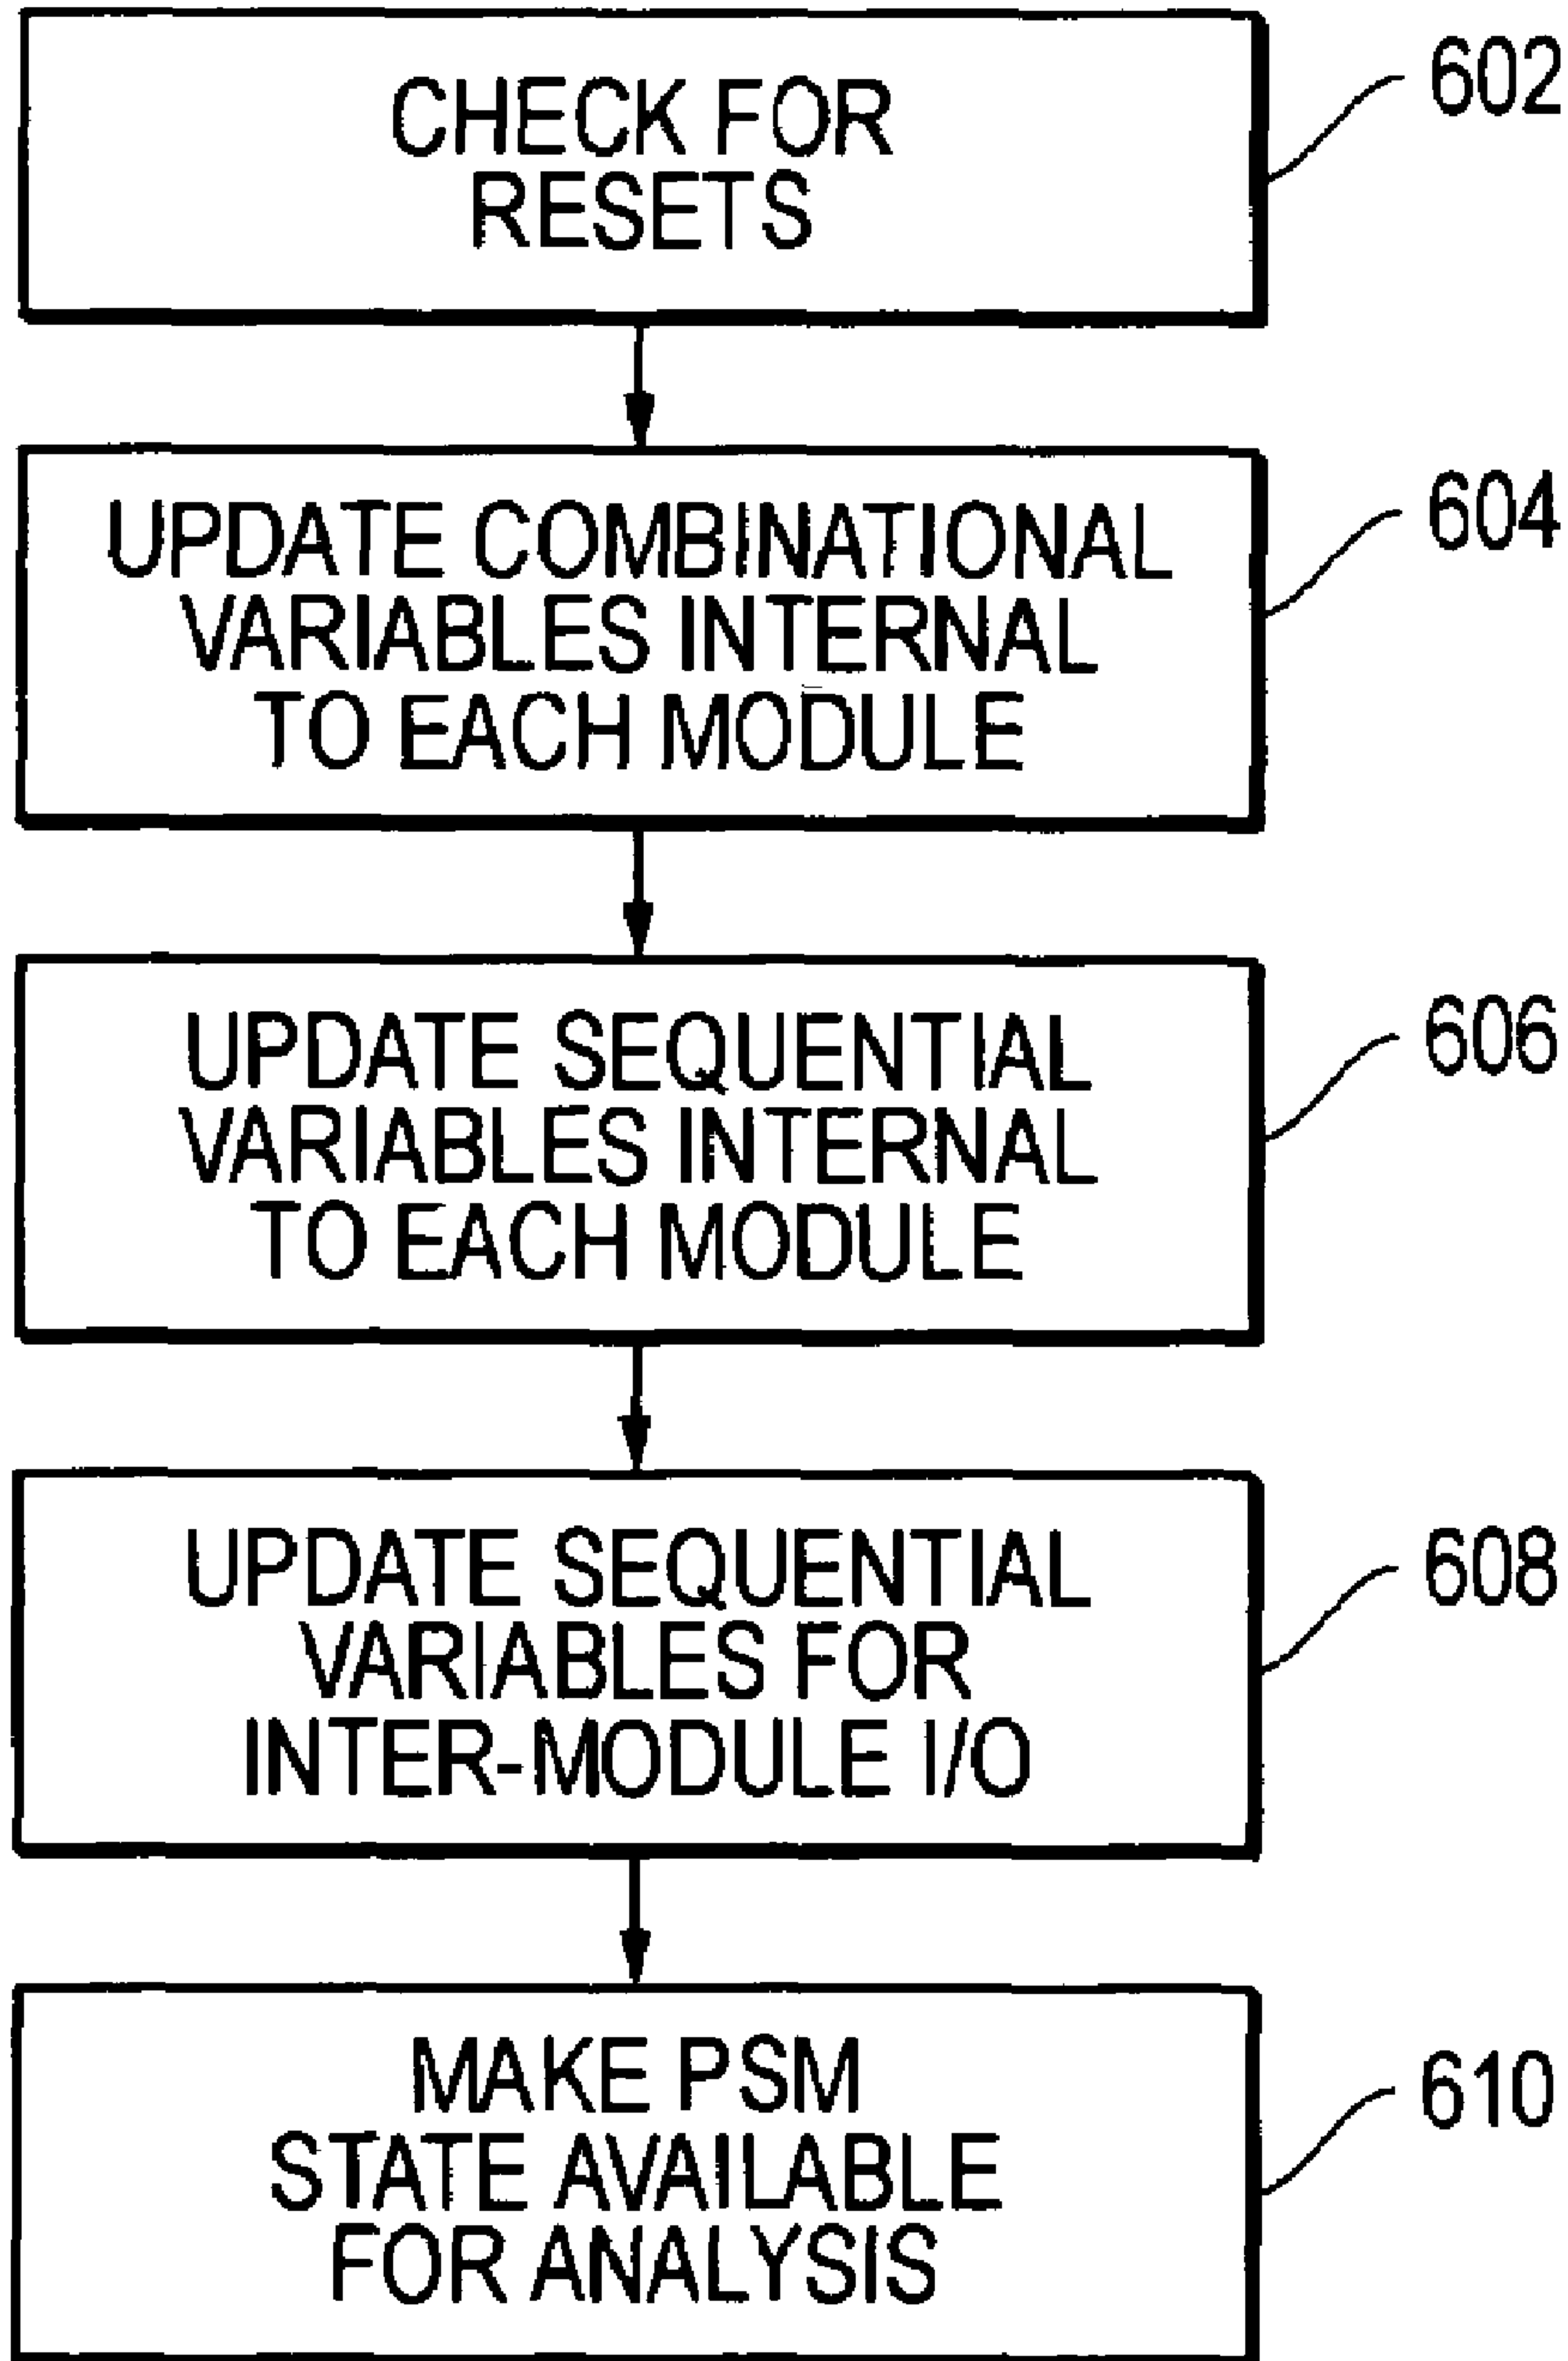 CHECK FOR
RESETS
602
UPDATE COMBINATIONAL
VARIABLES INTERNAL
TO EACH MODULE
604
UPDATE SEQUENTIAL
VARIABLES INTERNAL
TO EACH MODULE
606
UPDATE SEQUENTIAL
VARIABLES FOR
INTER-MODULE I/O
608
MAKE PSM
STATE AVAILABLE
FOR ANALYSIS
610